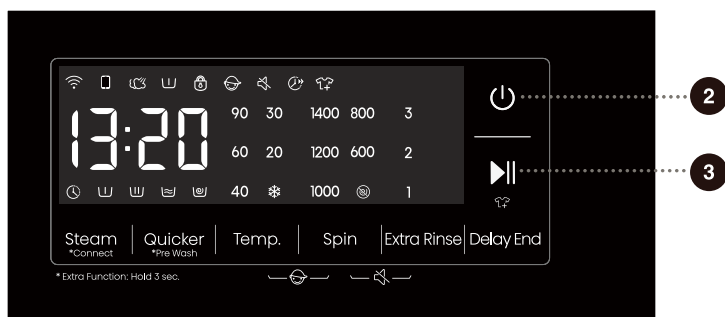 90 30 1400 800 3
13:20
60 20 1200 600 2
40 1000 1
Steam Quicker Temp. Spin Extra Rinse Delay End
*Connect *Pre Wash
* Extra Function: Hold 3 sec.
2
3